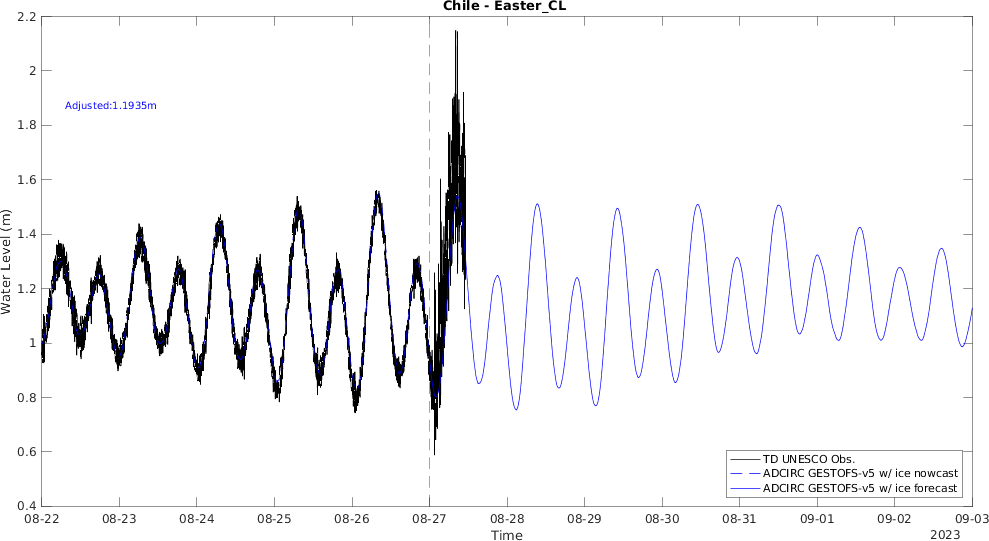 Chile - Easter_CL
2.2
2
1.8
1.6
1.4
1.2
1
0.8
0.6
0.4
Water Level (m)
Adjusted:1.1935m
TD UNESCO Obs.
ADCIRC GESTOFS-v5 w/ ice nowcast
ADCIRC GESTOFS-v5 w/ ice forecast
08-22 08-23 08-24 08-25 08-26 08-27 08-28 08-29 08-30 08-31 09-01 09-02 09-03
Time
2023